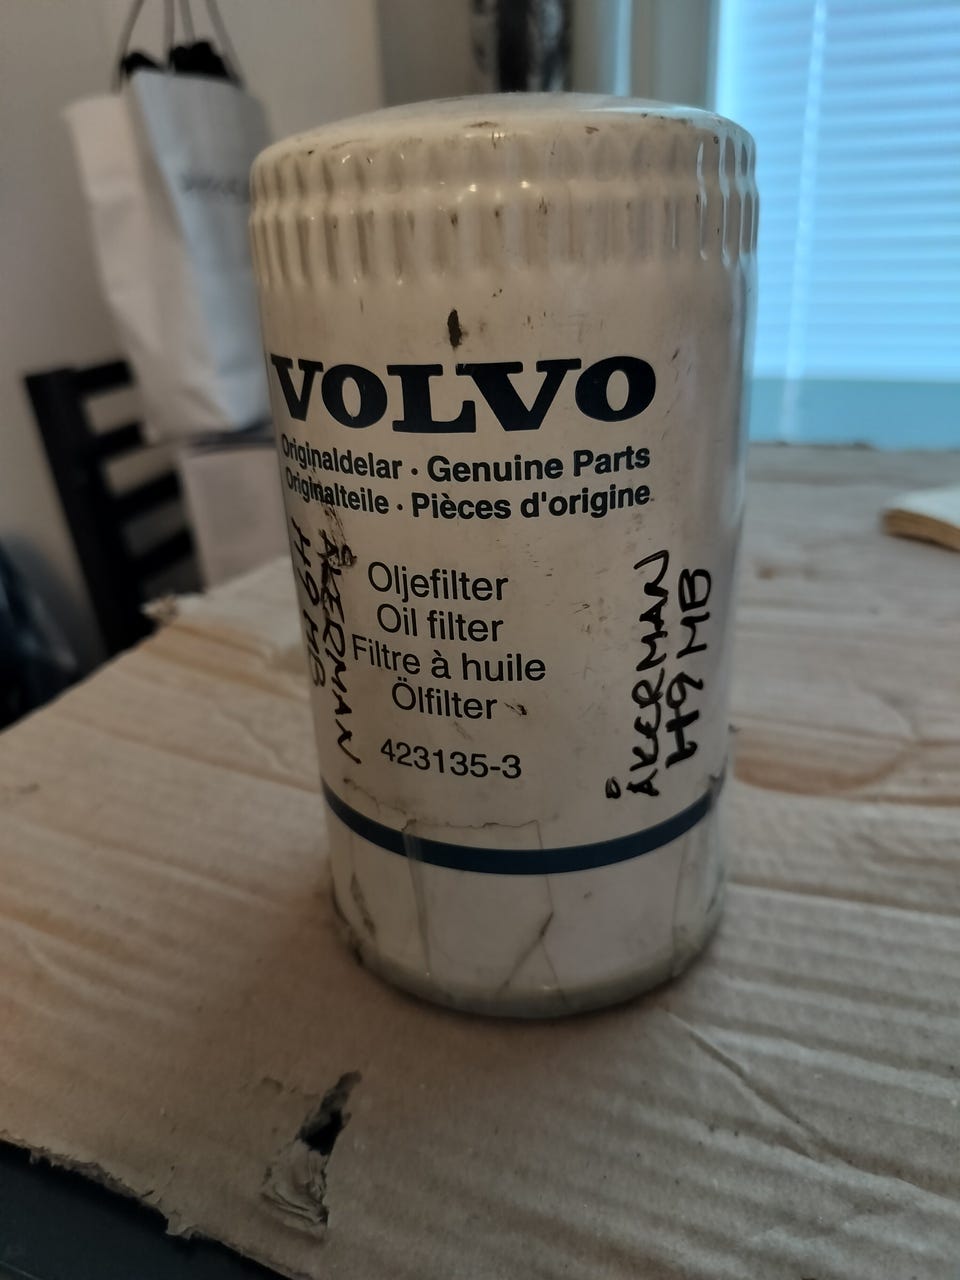 VOLVO
Originaldelar · Genuine Parts
Originalteile · Pièces d'origine
Oljefilter
Oil filter
Filtre à huile
Ölfilter
423135-3
ÅKERMAN
H9 MB
ÅKERMAN
H9 MB